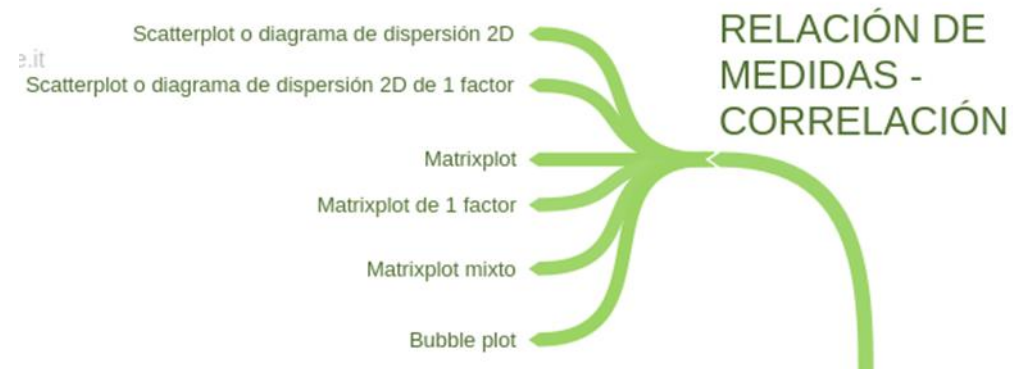 RELACIÓN DE
MEDIDAS -
CORRELACIÓN
Scatterplot o diagrama de dispersión 2D
e.it
Scatterplot o diagrama de dispersión 2D de 1 factor
Matrixplot
Matrixplot de 1 factor
Matrixplot mixto
Bubble plot